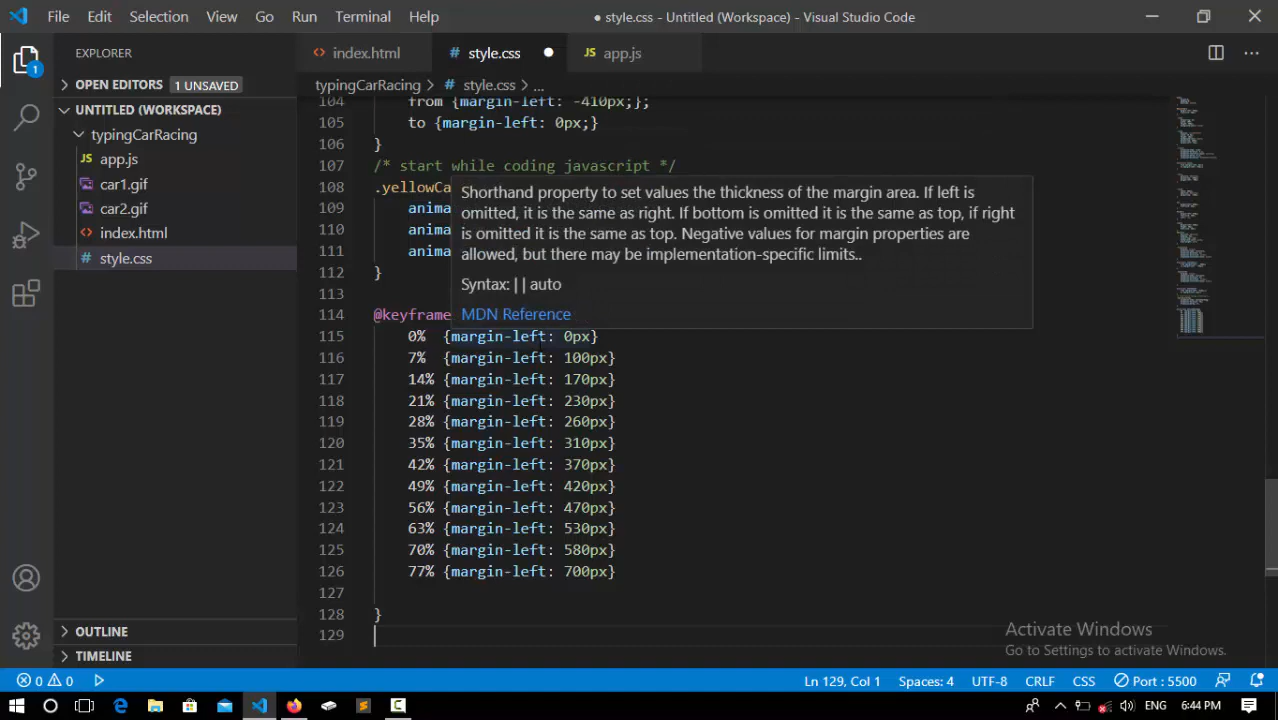 File Edit Selection View Go Run Terminal Help
● style.css - Untitled (Workspace) - Visual Studio Code
EXPLORER
index.html
style.css
JS app.js
OPEN EDITORS 1 UNSAVED
typingCarRacing > # style.css > ...
1
UNTITLED (WORKSPACE)
typingCarRacing
JS app.js
car1.gif
car2.gif
index.html
# style.css
104 from {margin-left: -410px;};
105 to {margin-left: 0px;}
106 }
107 /* start while coding javascript */
108 .yellowCa
109 anima
110 anima
111 anima
112 }
113
114 @keyframe
Shorthand property to set values the thickness of the margin area. If left is
omitted, it is the same as right. If bottom is omitted it is the same as top, if right
is omitted it is the same as top. Negative values for margin properties are
allowed, but there may be implementation-specific limits..
Syntax: | | auto
MDN Reference
115 0% {margin-left: 0px}
116 7% {margin-left: 100px}
117 14% {margin-left: 170px}
118 21% {margin-left: 230px}
119 28% {margin-left: 260px}
120 35% {margin-left: 310px}
121 42% {margin-left: 370px}
122 49% {margin-left: 420px}
123 56% {margin-left: 470px}
124 63% {margin-left: 530px}
125 70% {margin-left: 580px}
126 77% {margin-left: 700px}
127
128 }
129
OUTLINE
TIMELINE
Activate Windows
Go to Settings to activate Windows.
0 0
Ln 129, Col 1 Spaces: 4 UTF-8 CRLF CSS Port : 5500
ENG 6:44 PM